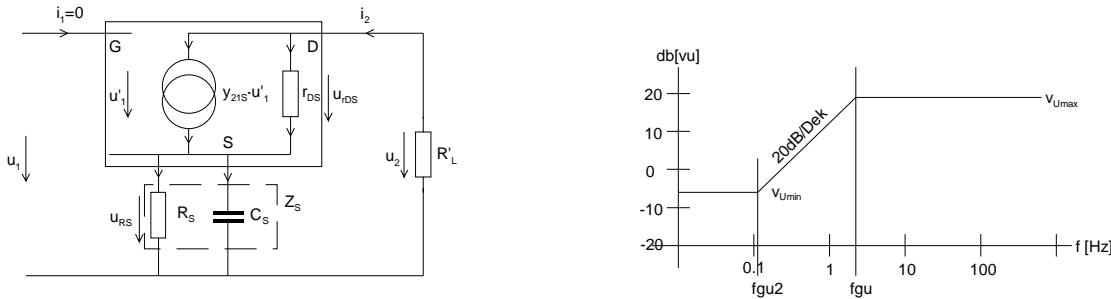 i1=0
i2
G
D
u'1
y21S·u'1
rDS
urDS
S
u1
u2
R'L
uRS
RS
CS
ZS
db[vu]
20
10
0
-10
-20
20dB/Dek
vUmax
vUmin
0.1
1
10
100
f [Hz]
fgu2
fgu